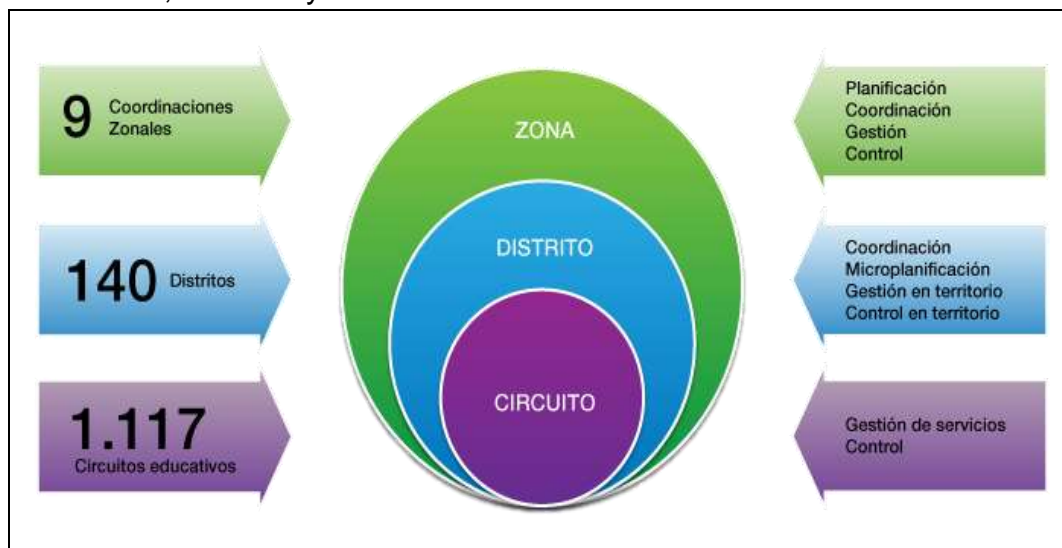 9 Coordinaciones
Zonales
ZONA
Planificación
Coordinación
Gestión
Control
140 Distritos
DISTRITO
Coordinación
Microplanificación
Gestión en territorio
Control en territorio
1.117
Circuitos educativos
CIRCUITO
Gestión de servicios
Control